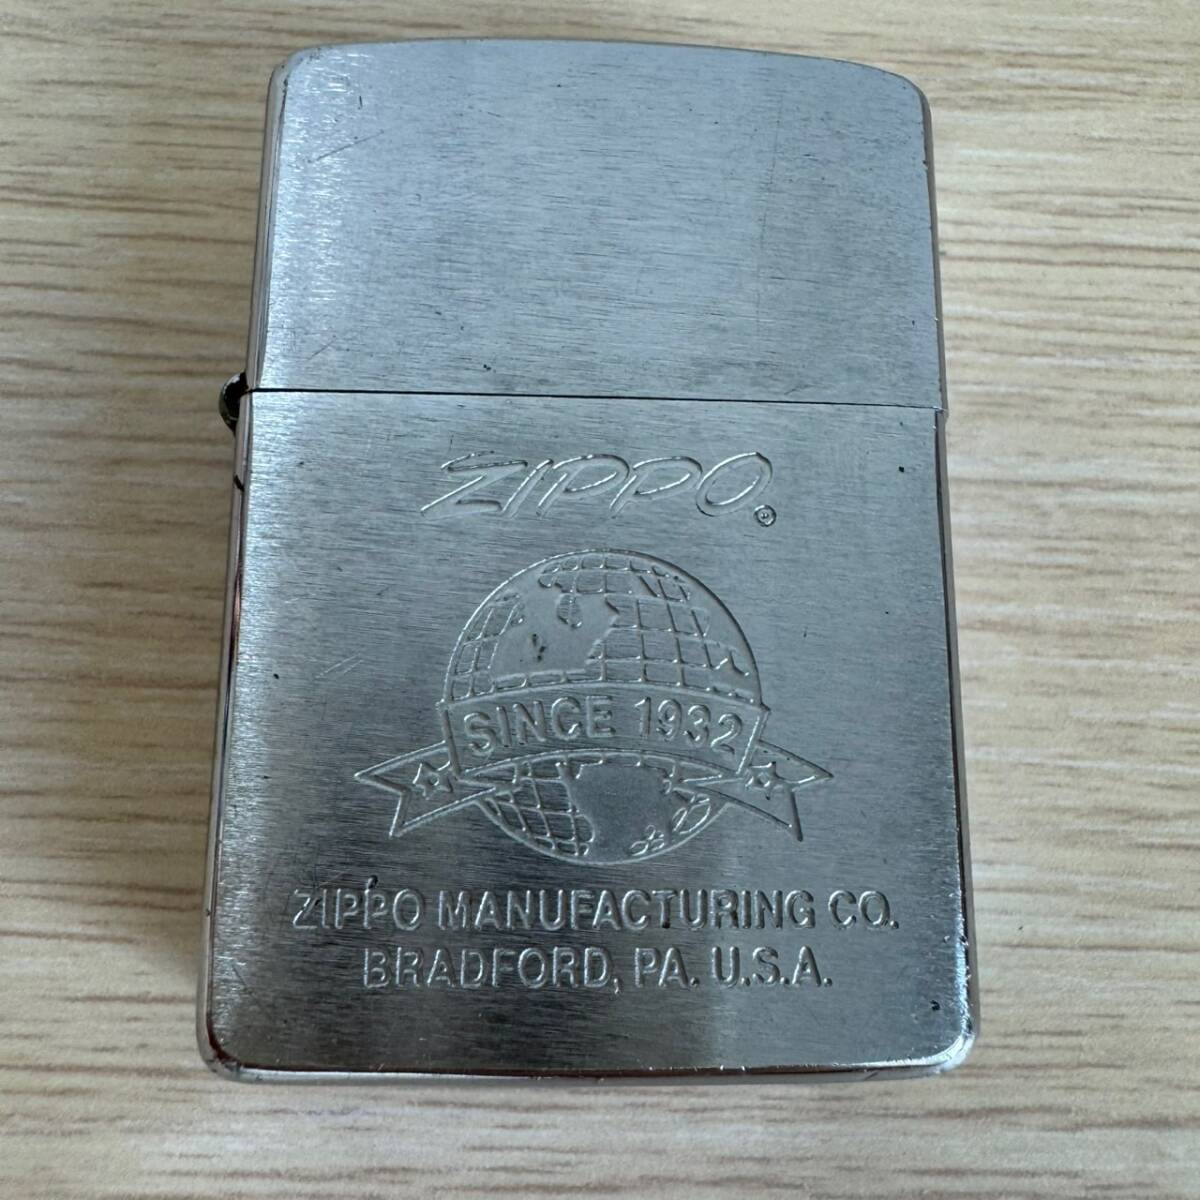 ZIPPO®
SINCE 1932
ZIPPO MANUFACTURING CO.
BRADFORD, PA. U.S.A.